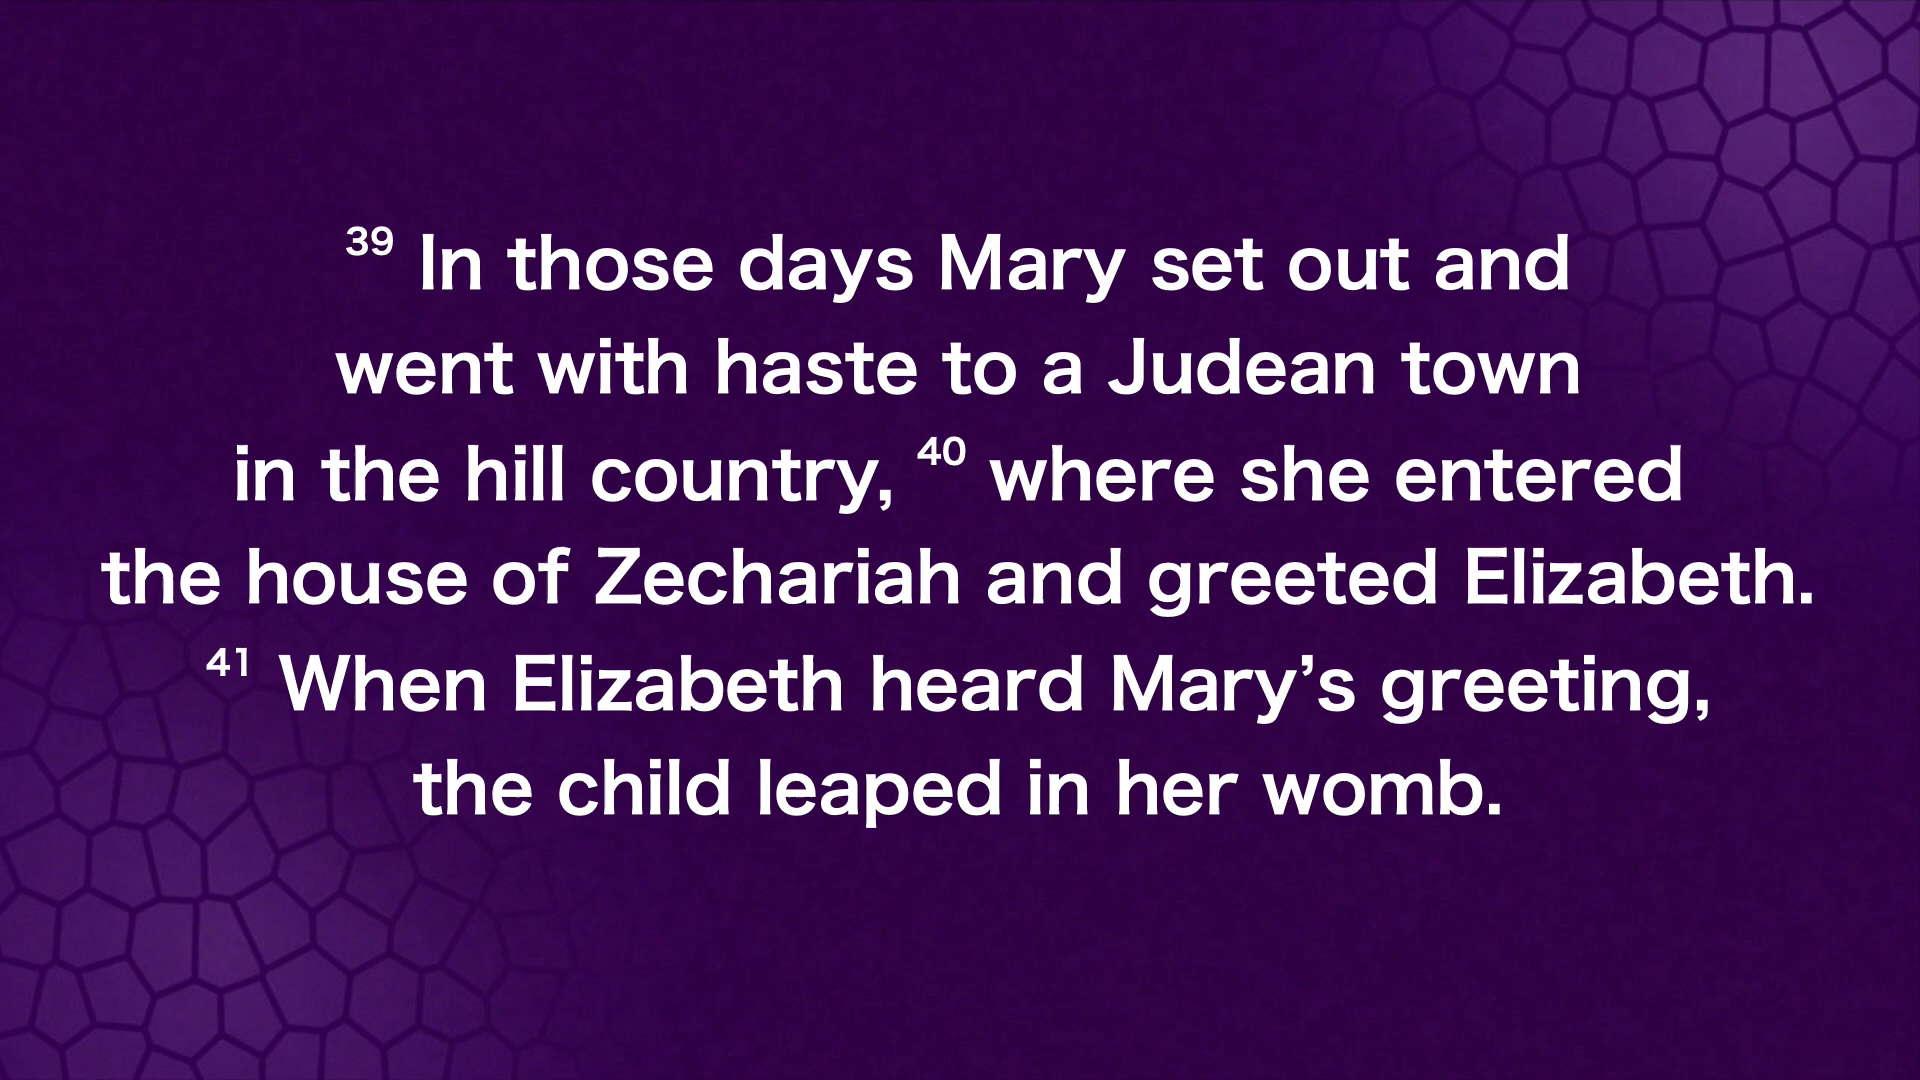 39 In those days Mary set out and
went with haste to a Judean town
in the hill country, 40 where she entered
the house of Zechariah and greeted Elizabeth.
41 When Elizabeth heard Mary’s greeting,
the child leaped in her womb.